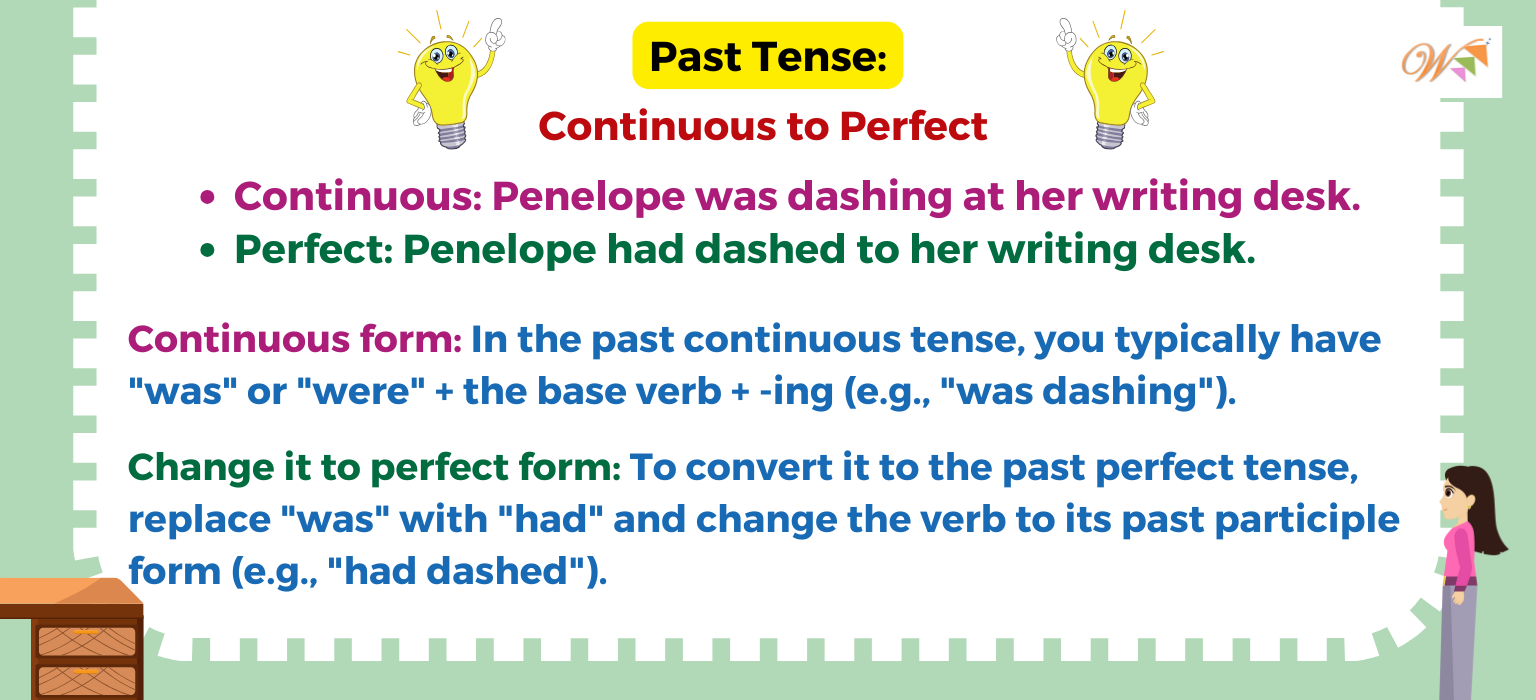 Past Tense:
W
Continuous to Perfect
• Continuous: Penelope was dashing at her writing desk.
• Perfect: Penelope had dashed to her writing desk.
Continuous form: In the past continuous tense, you typically have
"was" or "were" + the base verb + -ing (e.g., "was dashing").
Change it to perfect form: To convert it to the past perfect tense,
replace "was" with "had" and change the verb to its past participle
form (e.g., "had dashed").